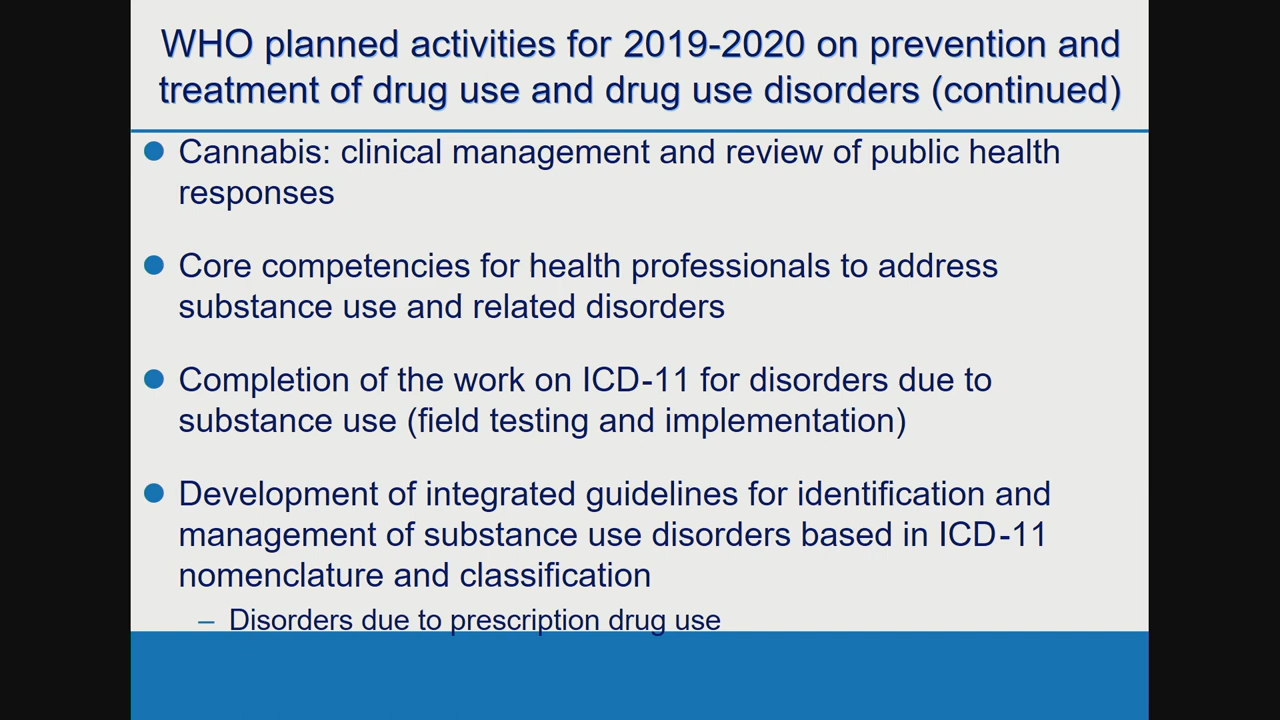 WHO planned activities for 2019-2020 on prevention and
treatment of drug use and drug use disorders (continued)
Cannabis: clinical management and review of public health
responses
Core competencies for health professionals to address
substance use and related disorders
Completion of the work on ICD-11 for disorders due to
substance use (field testing and implementation)
Development of integrated guidelines for identification and
management of substance use disorders based in ICD-11
nomenclature and classification
– Disorders due to prescription drug use